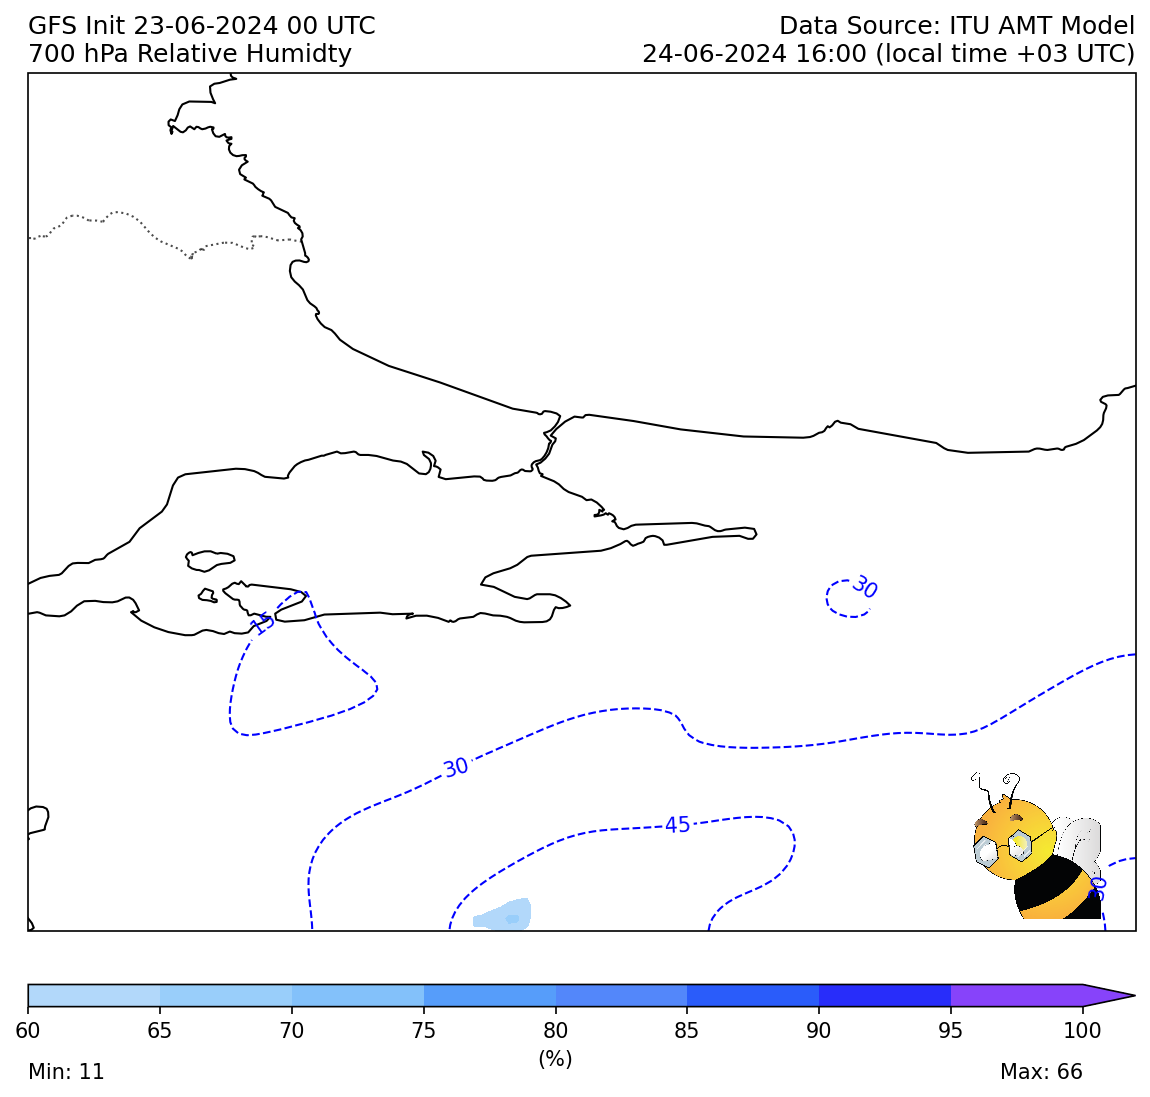 GFS Init 23-06-2024 00 UTC
Data Source: ITU AMT Model
700 hPa Relative Humidty
24-06-2024 16:00 (local time +03 UTC)
30
15
30
45
30
60 65 70 75 80 85 90 95 100
(%)
Min: 11
Max: 66